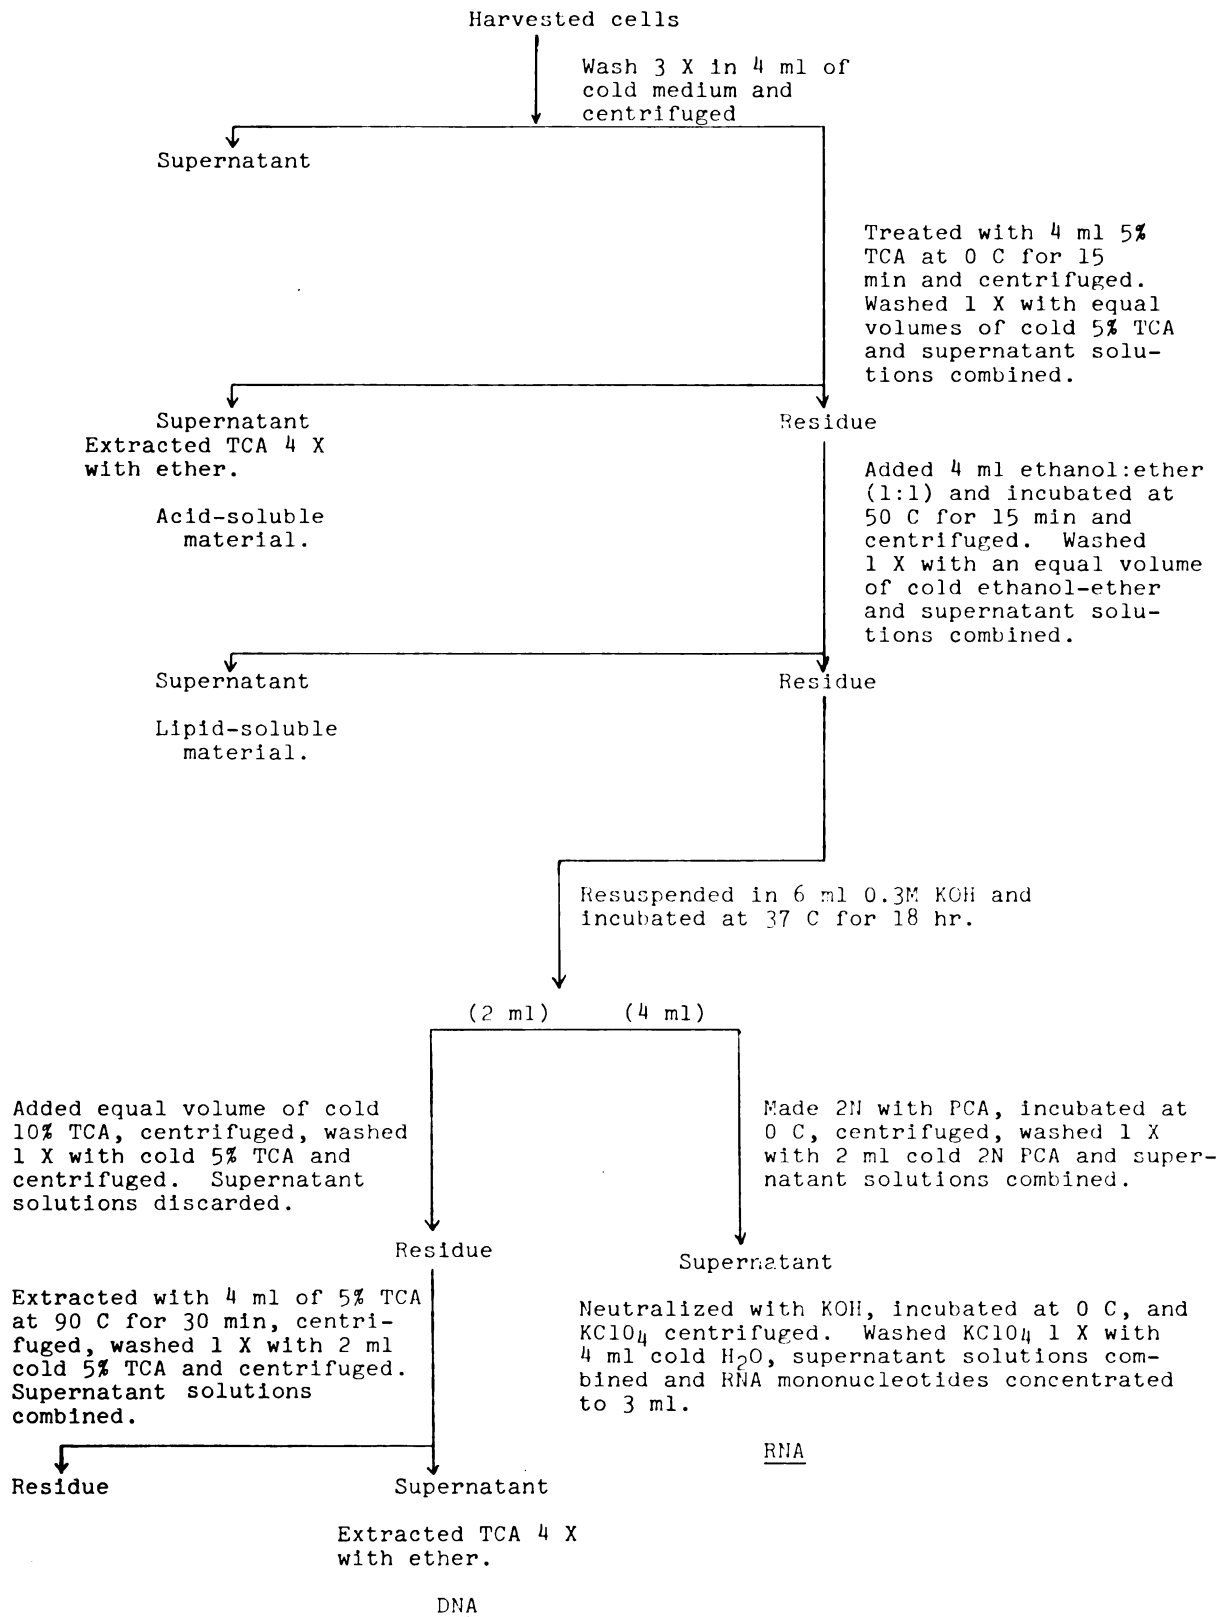 Harvested cells
Wash 3 X in 4 ml of
cold medium and
centrifuged
Supernatant
Treated with 4 ml 5%
TCA at 0 C for 15
min and centrifuged.
Washed 1 X with equal
volumes of cold 5% TCA
and supernatant solu-
tions combined.
Supernatant
Extracted TCA 4 X
with ether.
Acid-soluble
material.
Residue
Added 4 ml ethanol:ether
(1:1) and incubated at
50 C for 15 min and
centrifuged. Washed
1 X with an equal volume
of cold ethanol-ether
and supernatant solu-
tions combined.
Supernatant
Lipid-soluble
material.
Residue
Resuspended in 6 ml 0.3M KOH and
incubated at 37 C for 18 hr.
(2 ml) (4 ml)
Added equal volume of cold
10% TCA, centrifuged, washed
1 X with cold 5% TCA and
centrifuged. Supernatant
solutions discarded.
Made 2N with PCA, incubated at
0 C, centrifuged, washed 1 X
with 2 ml cold 2N PCA and super-
natant solutions combined.
Residue
Supernatant
Extracted with 4 ml of 5% TCA
at 90 C for 30 min, centri-
fuged, washed 1 X with 2 ml
cold 5% TCA and centrifuged.
Supernatant solutions
combined.
Neutralized with KOH, incubated at 0 C, and
KClO₄ centrifuged. Washed KClO₄ 1 X with
4 ml cold H₂O, supernatant solutions com-
bined and RNA mononucleotides concentrated
to 3 ml.
RNA
Residue
Supernatant
Extracted TCA 4 X
with ether.
DNA